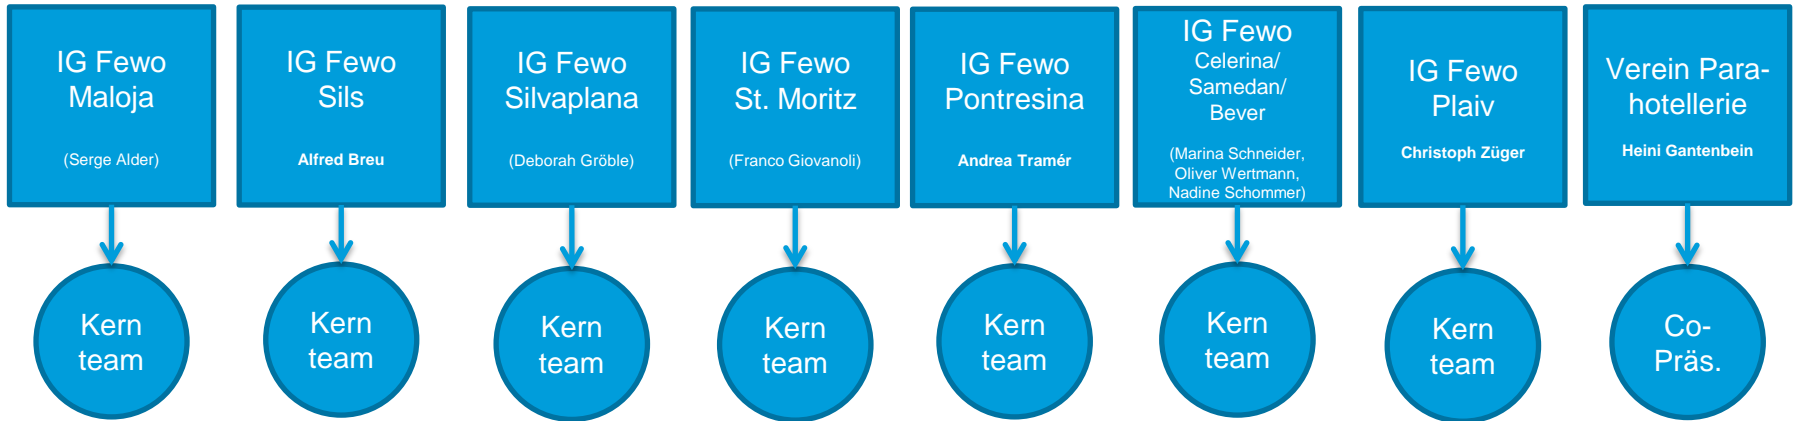 IG Fewo
Maloja
(Serge Alder)
IG Fewo
Sils
Alfred Breu
IG Fewo
Silvaplana
(Deborah Gröble)
IG Fewo
St. Moritz
(Franco Giovanoli)
IG Fewo
Pontresina
Andrea Tramér
IG Fewo
Celerina/
Samedan/
Bever
(Marina Schneider,
Oliver Wertmann,
Nadine Schommer)
IG Fewo
Plaiv
Christoph Züger
Verein Para-
hotellerie
Heini Gantenbein
Kern
team
Kern
team
Kern
team
Kern
team
Kern
team
Kern
team
Kern
team
Co-
Präs.